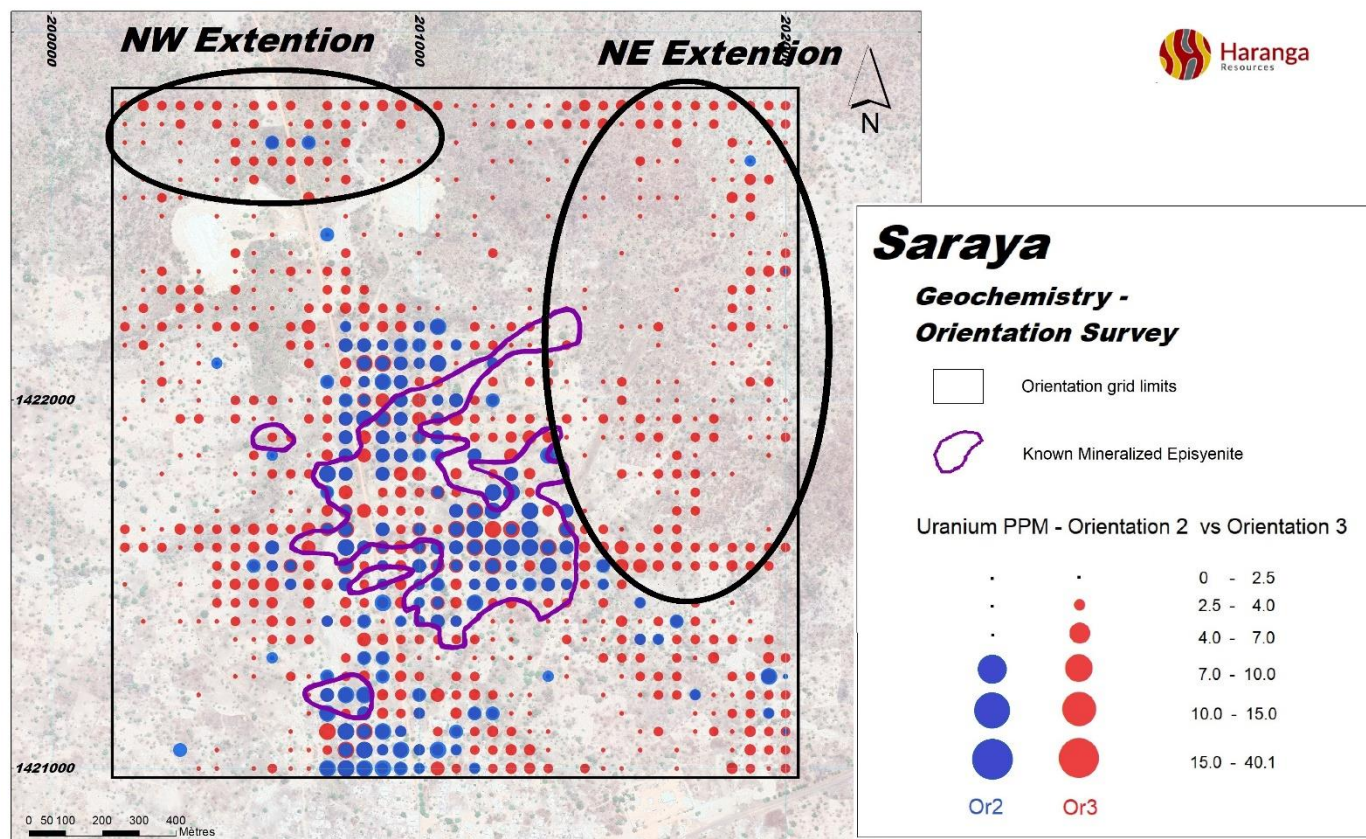 NW Extention
NE Extention
200000
201000
202000
N
Haranga
Resources
1422000
1421000
0 50 100 200 300 400
Mètres
Saraya
Geochemistry -
Orientation Survey
Orientation grid limits
Known Mineralized Episyenite
Uranium PPM - Orientation 2 vs Orientation 3
0 - 2.5
2.5 - 4.0
4.0 - 7.0
7.0 - 10.0
10.0 - 15.0
15.0 - 40.1
Or2 Or3